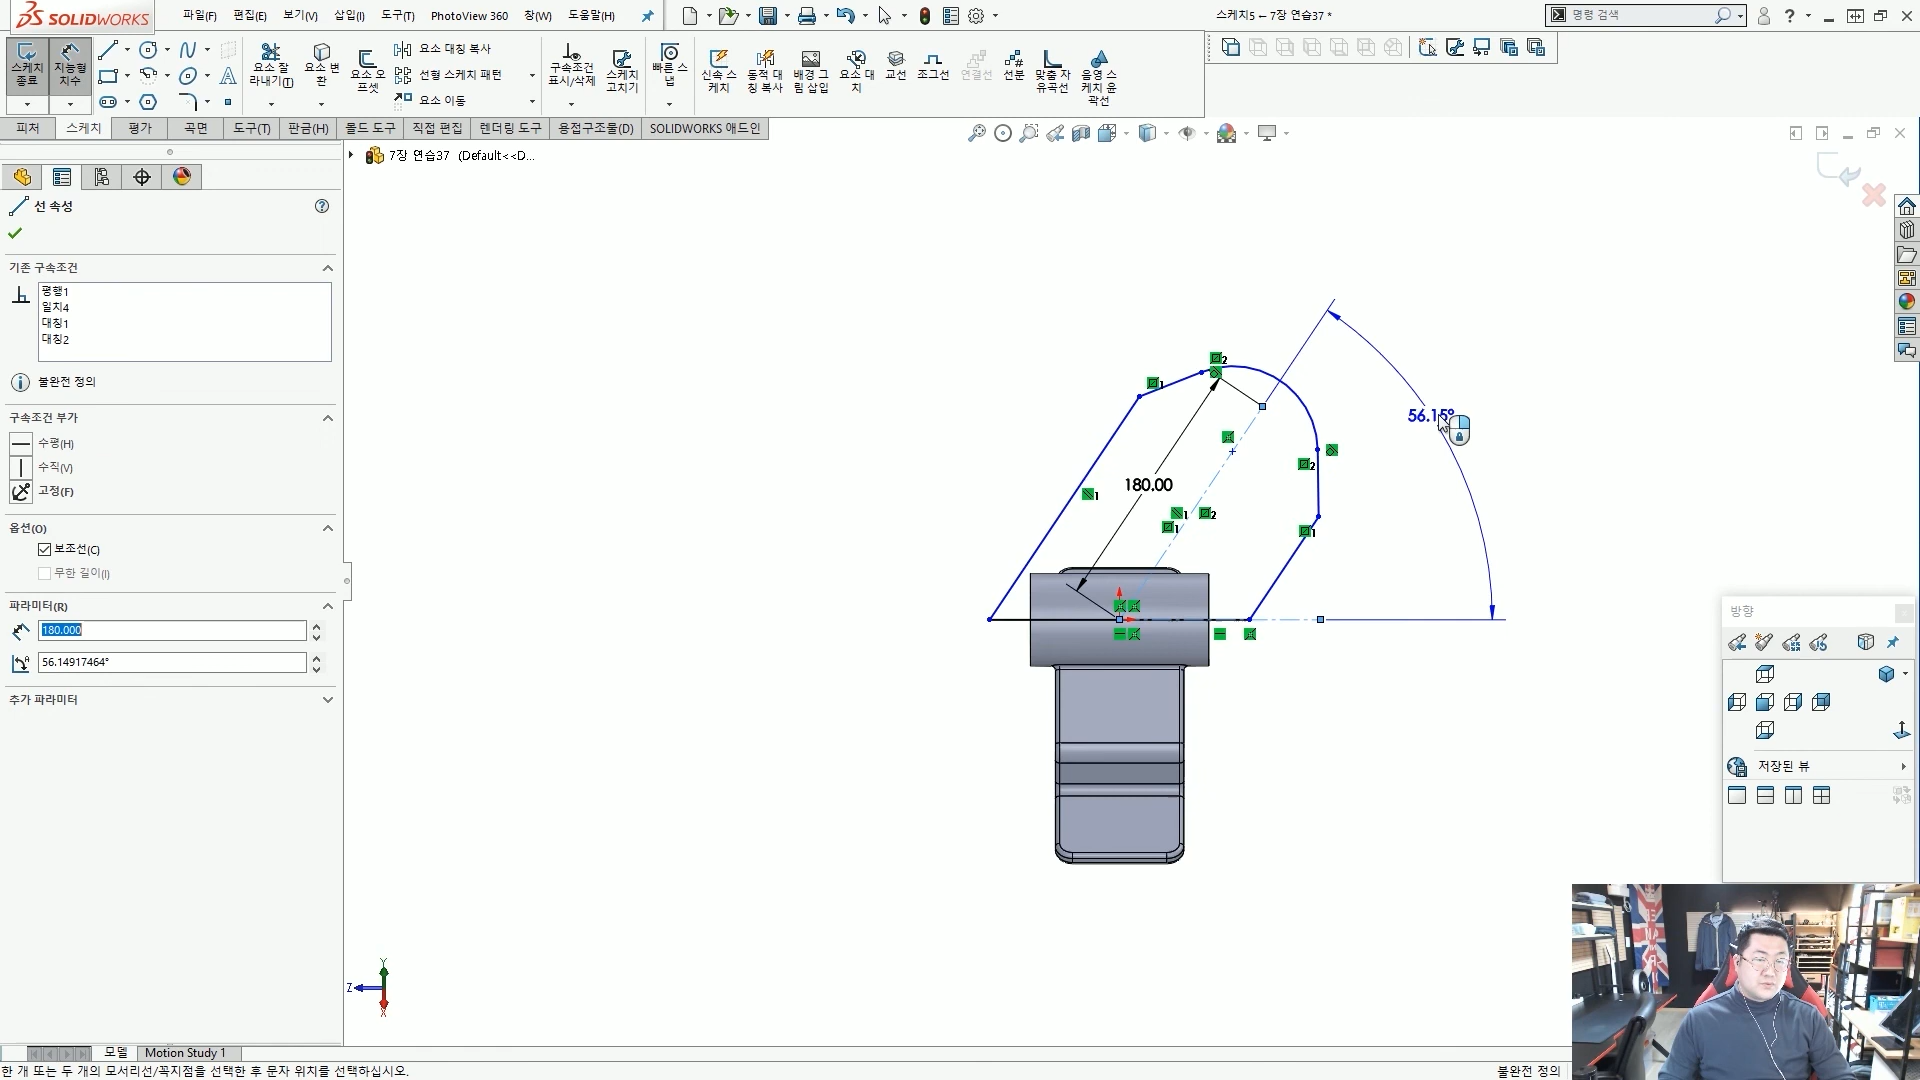 SOLIDWORKS
파일(F) 편집(E) 보기(V) 삽입(I) 도구(T) PhotoView 360 창(W) 도움말(H)
스케치5 - 7장 연습37 *
명령 검색
스케치 종료
지능형 치수
요소 잘라내기(T)
요소 변환
요소 오프셋
요소 대칭 복사
선형 스케치 패턴
요소 이동
구속조건 표시/삭제
스케치 고치기
빠른 스냅
신속 스케치
동적 대칭 복사
배경 그림 삽입
요소 대치
교선
조그선
연결선
선분
맞춤 자유곡선
음영 스케치 윤곽선
피처 스케치 평가 곡면 도구(T) 판금(H) 몰드 도구 직접 편집 렌더링 도구 용접구조물(D) SOLIDWORKS 애드인
7장 연습37 (Default<<D...
선 속성
기존 구속조건
평행1
일치4
대칭1
대칭2
불완전 정의
구속조건 부가
수평(H)
수직(V)
고정(F)
옵션(O)
보조선(C)
무한 길이(I)
파라미터(R)
180.000
56.14917464°
추가 파라미터
56.15°
180.00
방향
저장된 뷰
Y
Z
X
모델 Motion Study 1
한 개 또는 두 개의 모서리선/꼭지점을 선택한 후 문자 위치를 선택하십시오.
불완전 정의